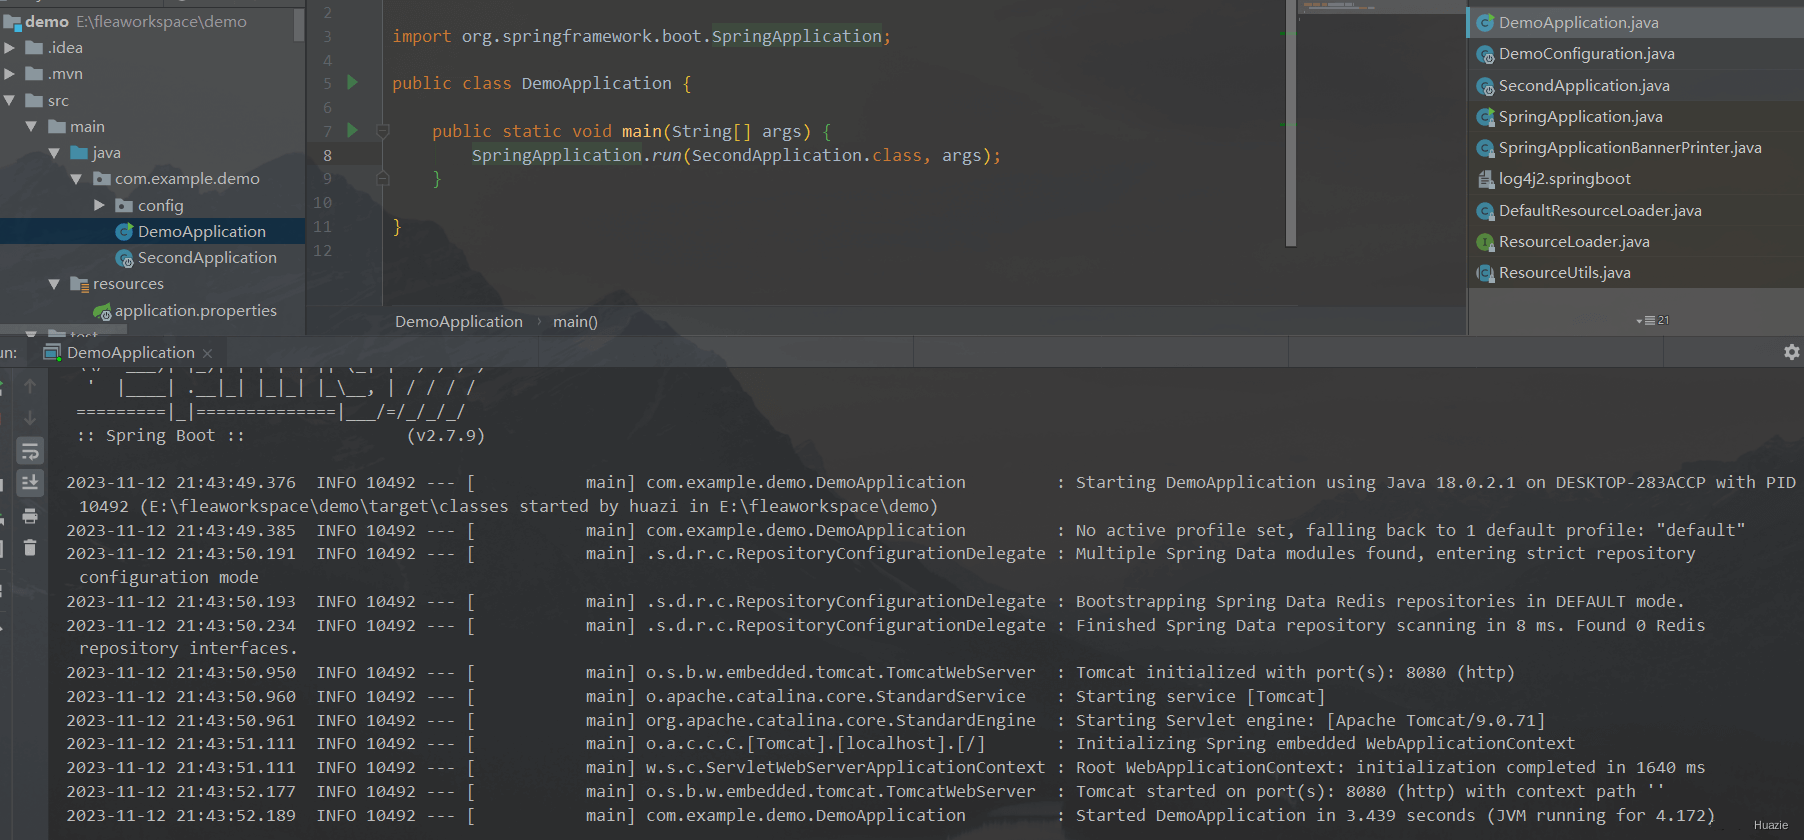 demo E:\fleaworkspace\demo
.idea
.mvn
src
main
java
com.example.demo
config
DemoApplication
SecondApplication
resources
application.properties
test
2
3 import org.springframework.boot.SpringApplication;
4
5 public class DemoApplication {
6
7 public static void main(String[] args) {
8 SpringApplication.run(SecondApplication.class, args);
9 }
10
11 }
12
DemoApplication › main()
DemoApplication.java
DemoConfiguration.java
SecondApplication.java
SpringApplication.java
SpringApplicationBannerPrinter.java
log4j2.springboot
DefaultResourceLoader.java
ResourceLoader.java
ResourceUtils.java
21
un: DemoApplication ×
' |____| .__|_| |_|_| |_\__, | / / / /
=========|_|==============|___/=/_/_/_/
:: Spring Boot :: (v2.7.9)
2023-11-12 21:43:49.376 INFO 10492 --- [ main] com.example.demo.DemoApplication : Starting DemoApplication using Java 18.0.2.1 on DESKTOP-283ACCP with PID
10492 (E:\fleaworkspace\demo\target\classes started by huazi in E:\fleaworkspace\demo)
2023-11-12 21:43:49.385 INFO 10492 --- [ main] com.example.demo.DemoApplication : No active profile set, falling back to 1 default profile: "default"
2023-11-12 21:43:50.191 INFO 10492 --- [ main] .s.d.r.c.RepositoryConfigurationDelegate : Multiple Spring Data modules found, entering strict repository
configuration mode
2023-11-12 21:43:50.193 INFO 10492 --- [ main] .s.d.r.c.RepositoryConfigurationDelegate : Bootstrapping Spring Data Redis repositories in DEFAULT mode.
2023-11-12 21:43:50.234 INFO 10492 --- [ main] .s.d.r.c.RepositoryConfigurationDelegate : Finished Spring Data repository scanning in 8 ms. Found 0 Redis
repository interfaces.
2023-11-12 21:43:50.950 INFO 10492 --- [ main] o.s.b.w.embedded.tomcat.TomcatWebServer : Tomcat initialized with port(s): 8080 (http)
2023-11-12 21:43:50.960 INFO 10492 --- [ main] o.apache.catalina.core.StandardService : Starting service [Tomcat]
2023-11-12 21:43:50.961 INFO 10492 --- [ main] org.apache.catalina.core.StandardEngine : Starting Servlet engine: [Apache Tomcat/9.0.71]
2023-11-12 21:43:51.111 INFO 10492 --- [ main] o.a.c.c.C.[Tomcat].[localhost].[/] : Initializing Spring embedded WebApplicationContext
2023-11-12 21:43:51.111 INFO 10492 --- [ main] w.s.c.ServletWebServerApplicationContext : Root WebApplicationContext: initialization completed in 1640 ms
2023-11-12 21:43:52.177 INFO 10492 --- [ main] o.s.b.w.embedded.tomcat.TomcatWebServer : Tomcat started on port(s): 8080 (http) with context path ''
2023-11-12 21:43:52.189 INFO 10492 --- [ main] com.example.demo.DemoApplication : Started DemoApplication in 3.439 seconds (JVM running for 4.172)
Huazie